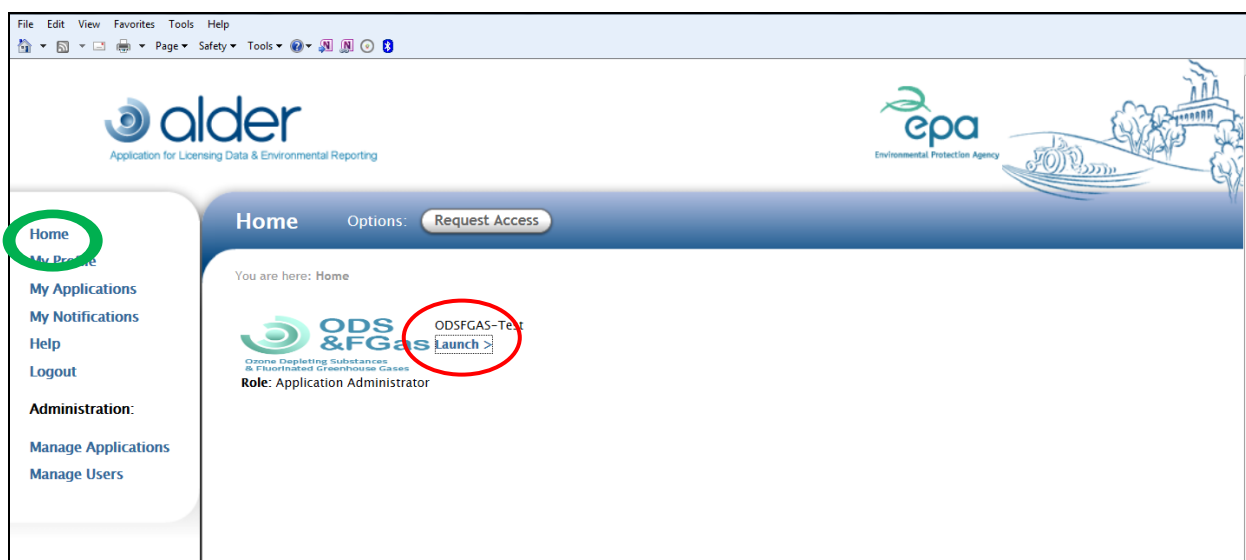 File Edit View Favorites Tools Help
Page Safety Tools
alder
Application for Licensing Data & Environmental Reporting
epa
Environmental Protection Agency
Home Options: Request Access
Home
My Profile
My Applications
My Notifications
Help
Logout
Administration:
Manage Applications
Manage Users
You are here: Home
ODS
&FGas
Ozone Depleting Substances
& Fluorinated Greenhouse Gases
ODSFGAS-Test
Launch >
Role: Application Administrator